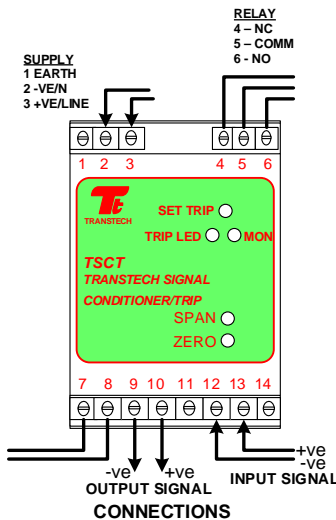 RELAY
4 – NC
5 – COMM
6 - NO
SUPPLY
1 EARTH
2 -VE/N
3 +VE/LINE
1 2 3 4 5 6
Tt
TRANSTECH
SET TRIP
TRIP LED MON
TSCT
TRANSTECH SIGNAL
CONDITIONER/TRIP
SPAN
ZERO
7 8 9 10 11 12 13 14
+ve
-ve
-ve +ve
INPUT SIGNAL
OUTPUT SIGNAL
CONNECTIONS